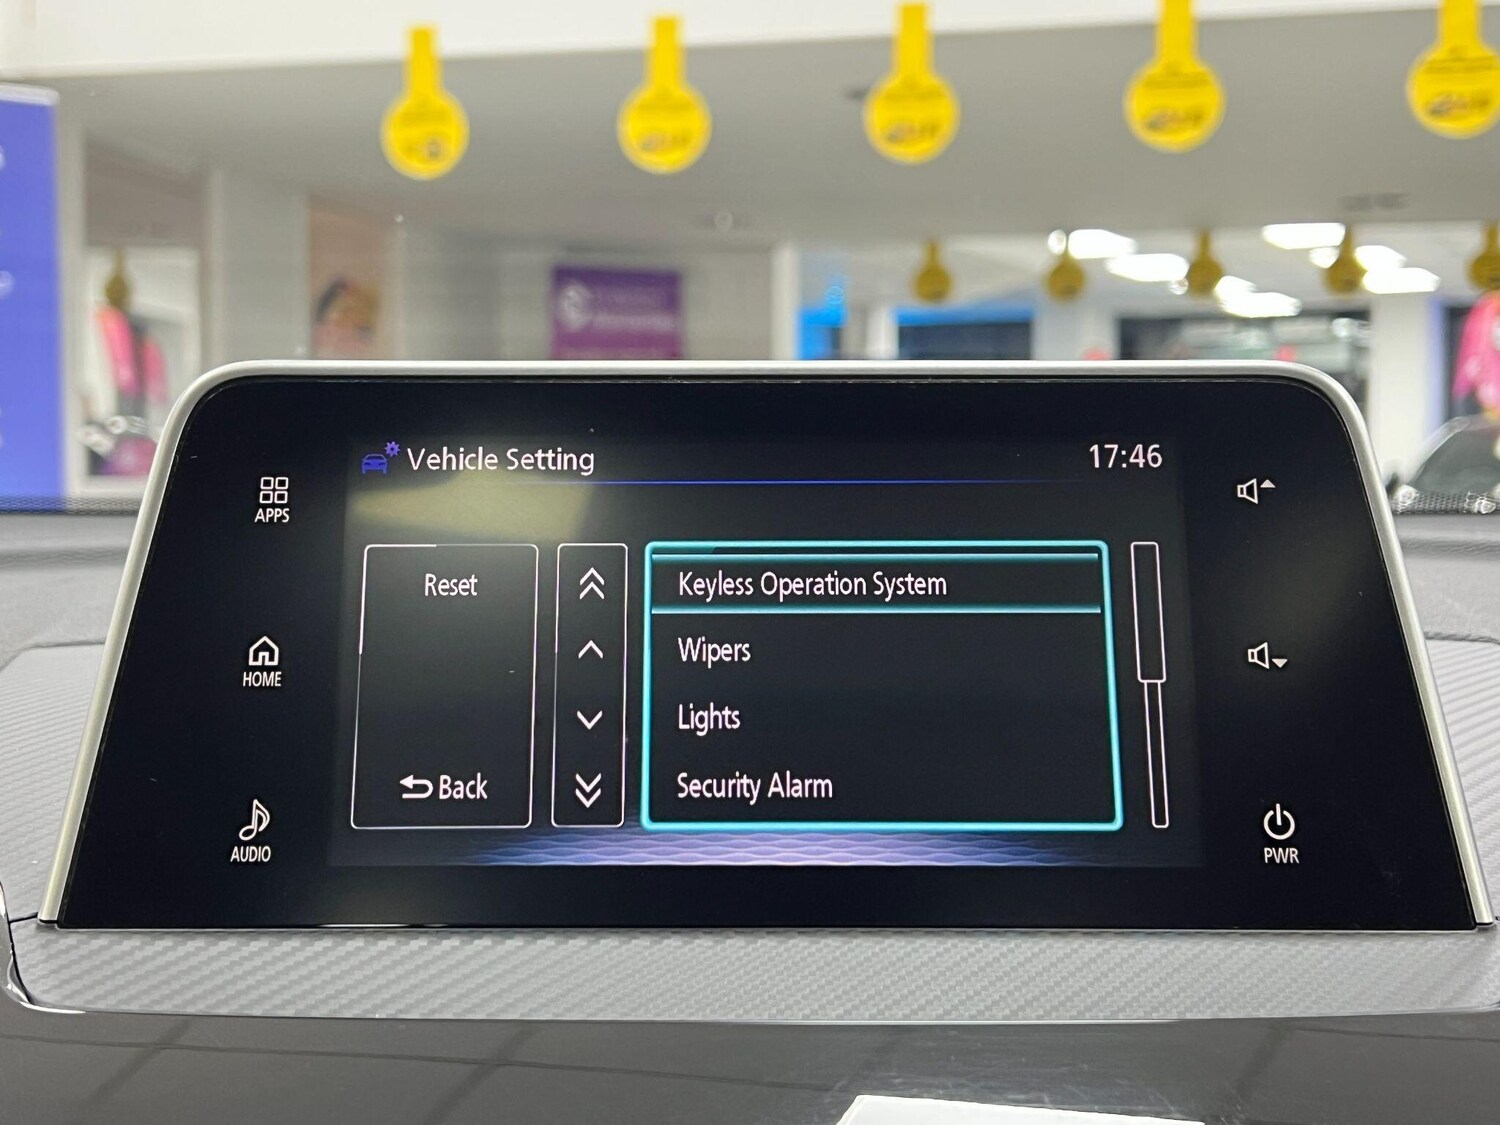 Vehicle Setting
17:46
APPS
Reset
Keyless Operation System
Wipers
HOME
Lights
Back
Security Alarm
AUDIO
PWR